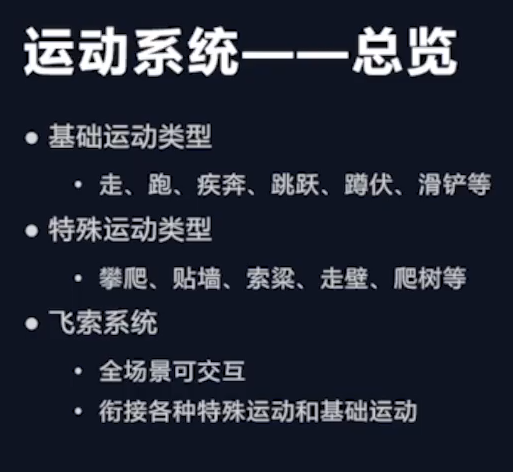 运动系统——总览
● 基础运动类型
• 走、跑、疾奔、跳跃、蹲伏、滑铲等
● 特殊运动类型
• 攀爬、贴墙、索梁、走壁、爬树等
● 飞索系统
• 全场景可交互
• 衔接各种特殊运动和基础运动